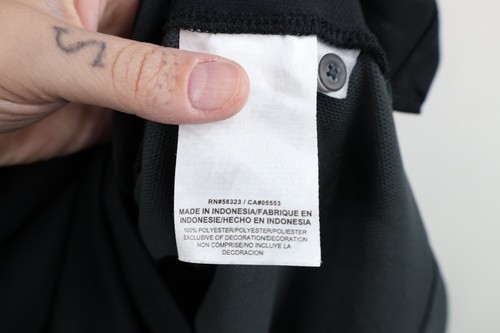 RN#56323 / CA#05553
MADE IN INDONESIA/FABRIQUE EN
INDONESIE/HECHO EN INDONESIA
100% POLYESTER/POLYESTER/POLIESTER
EXCLUSIVE OF DECORATION/DECORATION
NON COMPRISE/NO INCLUYE LA
DECORACION